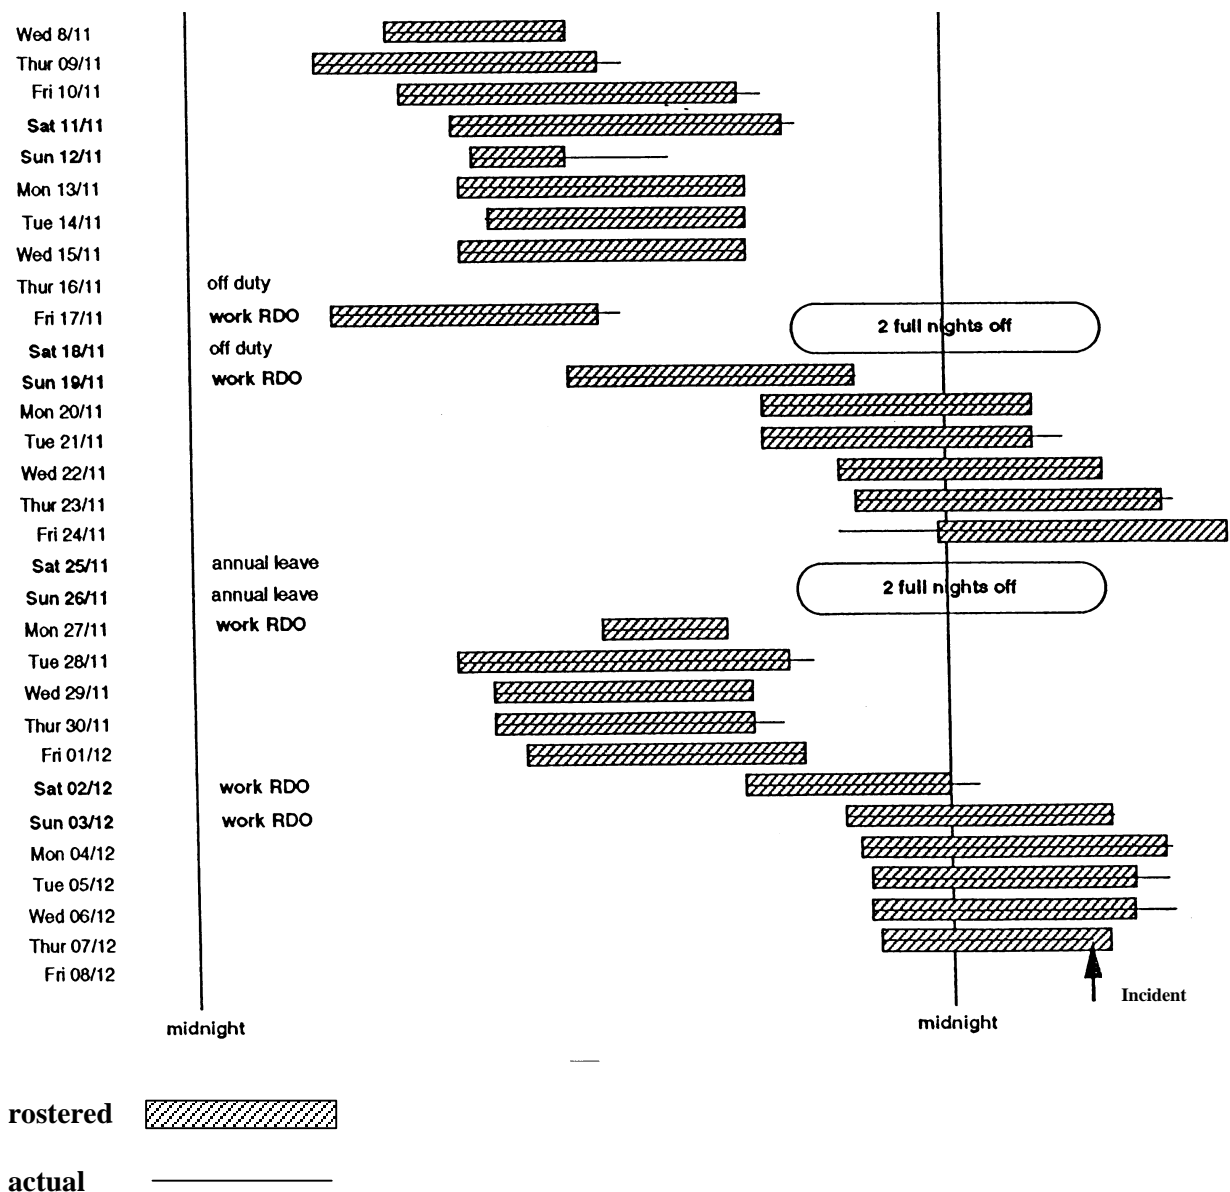 Wed 8/11
Thur 09/11
Fri 10/11
Sat 11/11
Sun 12/11
Mon 13/11
Tue 14/11
Wed 15/11
Thur 16/11 off duty
Fri 17/11 work RDO 2 full nights off
Sat 18/11 off duty
Sun 19/11 work RDO
Mon 20/11
Tue 21/11
Wed 22/11
Thur 23/11
Fri 24/11
Sat 25/11 annual leave
Sun 26/11 annual leave 2 full nights off
Mon 27/11 work RDO
Tue 28/11
Wed 29/11
Thur 30/11
Fri 01/12
Sat 02/12 work RDO
Sun 03/12 work RDO
Mon 04/12
Tue 05/12
Wed 06/12
Thur 07/12
Fri 08/12
Incident
midnight midnight
rostered
actual